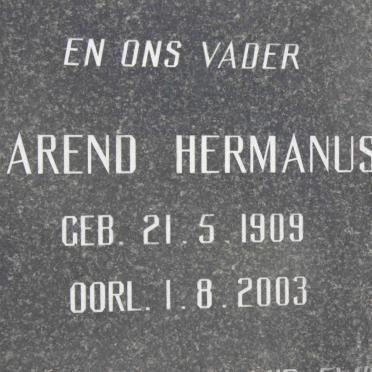 EN ONS VADER
AREND HERMANUS
GEB. 21.5.1909
OORL. 1.8.2003